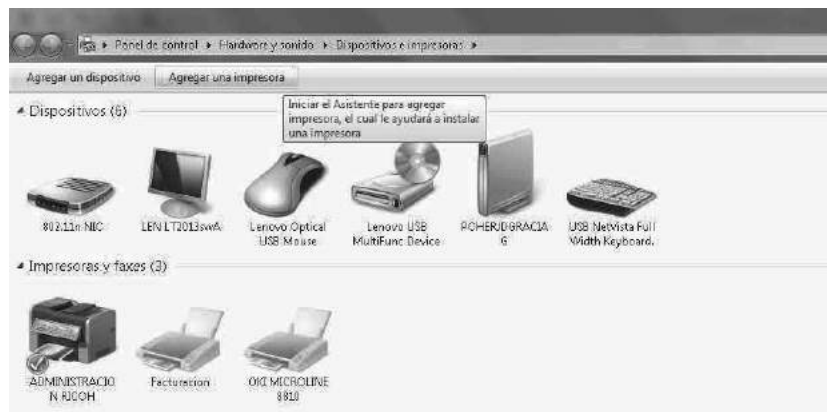 Panel de control ▸ Hardware y sonido ▸ Dispositivos e impresoras ▸
Agregar un dispositivo Agregar una impresora
Iniciar el Asistente para agregar
impresora, el cual le ayudará a instalar
una impresora
Dispositivos (6)
802.11n NIC
LEN LT2013swA
Lenovo Optical
USB Mouse
Lenovo USB
MultiFunc Device
USB Netvista Full
Width Keyboard.
Impresoras y faxes (3)
ADMINISTRACIO
N RICOH
Facturacion
OKI MICROLINE
8810